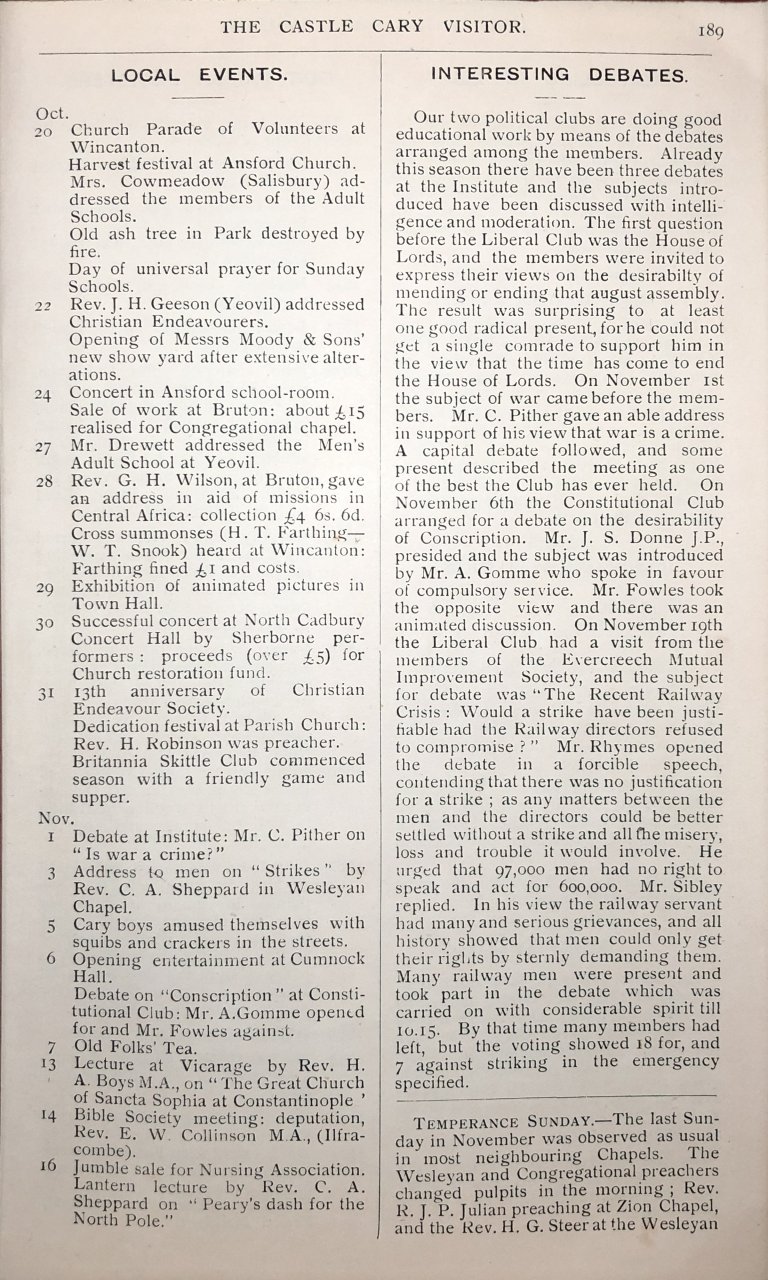 THE CASTLE CARY VISITOR. 189
LOCAL EVENTS.
Oct.
20 Church Parade of Volunteers at
Wincanton.
Harvest festival at Ansford Church.
Mrs. Cowmeadow (Salisbury) ad-
dressed the members of the Adult
Schools.
Old ash tree in Park destroyed by
fire.
Day of universal prayer for Sunday
Schools.
22 Rev. J. H. Geeson (Yeovil) addressed
Christian Endeavourers.
Opening of Messrs Moody & Sons'
new show yard after extensive alter-
ations.
24 Concert in Ansford school-room.
Sale of work at Bruton: about £15
realised for Congregational chapel.
27 Mr. Drewett addressed the Men's
Adult School at Yeovil.
28 Rev. G. H. Wilson, at Bruton, gave
an address in aid of missions in
Central Africa: collection £4 6s. 6d.
Cross summonses (H. T. Farthing—
W. T. Snook) heard at Wincanton:
Farthing fined £1 and costs.
29 Exhibition of animated pictures in
Town Hall.
30 Successful concert at North Cadbury
Concert Hall by Sherborne per-
formers: proceeds (over £5) for
Church restoration fund.
31 13th anniversary of Christian
Endeavour Society.
Dedication festival at Parish Church:
Rev. H. Robinson was preacher.
Britannia Skittle Club commenced
season with a friendly game and
supper.
Nov.
1 Debate at Institute: Mr. C. Pither on
"Is war a crime?"
3 Address to men on "Strikes" by
Rev. C. A. Sheppard in Wesleyan
Chapel.
5 Cary boys amused themselves with
squibs and crackers in the streets.
6 Opening entertainment at Cumnock
Hall.
Debate on "Conscription" at Consti-
tutional Club: Mr. A.Gomme opened
for and Mr. Fowles against.
7 Old Folks' Tea.
13 Lecture at Vicarage by Rev. H.
A. Boys M.A., on "The Great Church
of Sancta Sophia at Constantinople '
14 Bible Society meeting: deputation,
Rev. E. W. Collinson M.A., (Ilfra-
combe).
16 Jumble sale for Nursing Association.
Lantern lecture by Rev. C. A.
Sheppard on "Peary's dash for the
North Pole."
INTERESTING DEBATES.
Our two political clubs are doing good
educational work by means of the debates
arranged among the members. Already
this season there have been three debates
at the Institute and the subjects intro-
duced have been discussed with intelli-
gence and moderation. The first question
before the Liberal Club was the House of
Lords, and the members were invited to
express their views on the desirabilty of
mending or ending that august assembly.
The result was surprising to at least
one good radical present, for he could not
get a single comrade to support him in
the view that the time has come to end
the House of Lords. On November 1st
the subject of war came before the mem-
bers. Mr. C. Pither gave an able address
in support of his view that war is a crime.
A capital debate followed, and some
present described the meeting as one
of the best the Club has ever held. On
November 6th the Constitutional Club
arranged for a debate on the desirability
of Conscription. Mr. J. S. Donne J.P.,
presided and the subject was introduced
by Mr. A. Gomme who spoke in favour
of compulsory service. Mr. Fowles took
the opposite view and there was an
animated discussion. On November 19th
the Liberal Club had a visit from the
members of the Evercreech Mutual
Improvement Society, and the subject
for debate was "The Recent Railway
Crisis: Would a strike have been justi-
fiable had the Railway directors refused
to compromise?" Mr. Rhymes opened
the debate in a forcible speech,
contending that there was no justification
for a strike; as any matters between the
men and the directors could be better
settled without a strike and all the misery,
loss and trouble it would involve. He
urged that 97,000 men had no right to
speak and act for 600,000. Mr. Sibley
replied. In his view the railway servant
had many and serious grievances, and all
history showed that men could only get
their rights by sternly demanding them.
Many railway men were present and
took part in the debate which was
carried on with considerable spirit till
10.15. By that time many members had
left, but the voting showed 18 for, and
7 against striking in the emergency
specified.
TEMPERANCE SUNDAY.—The last Sun-
day in November was observed as usual
in most neighbouring Chapels. The
Wesleyan and Congregational preachers
changed pulpits in the morning; Rev.
R. J. P. Julian preaching at Zion Chapel,
and the Rev. H. G. Steer at the Wesleyan